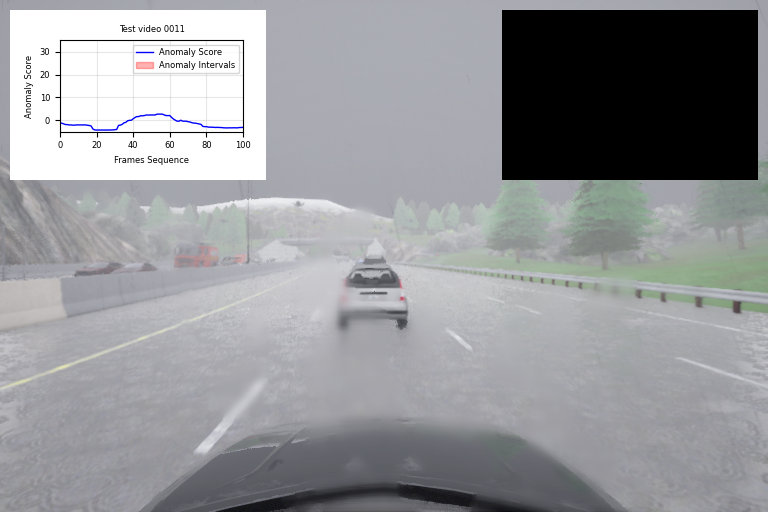 Test video 0011
Anomaly Score
Anomaly Intervals
Anomaly Score
30
20
10
0
0 20 40 60 80 100
Frames Sequence